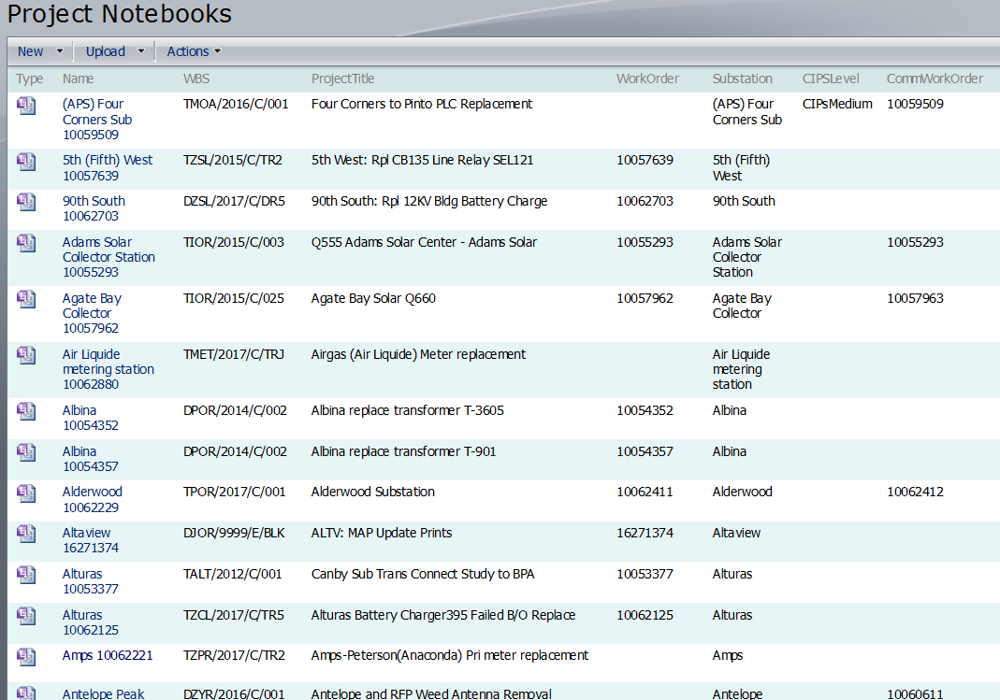 Project Notebooks
New Upload Actions
Type Name WBS ProjectTitle WorkOrder Substation CIPSLevel CommWorkOrder
(APS) Four TMOA/2016/C/001 Four Corners to Pinto PLC Replacement (APS) Four CIPsMedium 10059509
Corners Sub Corners Sub
10059509
5th (Fifth) West TZSL/2015/C/TR2 5th West: Rpl CB135 Line Relay SEL121 10057639 5th (Fifth)
10057639 West
90th South DZSL/2017/C/DR5 90th South: Rpl 12KV Bldg Battery Charge 10062703 90th South
10062703
Adams Solar TIOR/2015/C/003 Q555 Adams Solar Center - Adams Solar 10055293 Adams Solar 10055293
Collector Station Collector
10055293 Station
Agate Bay TIOR/2015/C/025 Agate Bay Solar Q660 10057962 Agate Bay 10057963
Collector Collector
10057962
Air Liquide TMET/2017/C/TRJ Airgas (Air Liquide) Meter replacement Air Liquide
metering station metering
10062880 station
Albina DPOR/2014/C/002 Albina replace transformer T-3605 10054352 Albina
10054352
Albina DPOR/2014/C/002 Albina replace transformer T-901 10054357 Albina
10054357
Alderwood TPOR/2017/C/001 Alderwood Substation 10062411 Alderwood 10062412
10062229
Altaview DJOR/9999/E/BLK ALTV: MAP Update Prints 16271374 Altaview
16271374
Alturas TALT/2012/C/001 Canby Sub Trans Connect Study to BPA 10053377 Alturas
10053377
Alturas TZCL/2017/C/TR5 Alturas Battery Charger395 Failed B/O Replace 10062125 Alturas
10062125
Amps 10062221 TZPR/2017/C/TR2 Amps-Peterson(Anaconda) Pri meter replacement Amps
Antelope Peak DZYR/2016/C/001 Antelope and RFP Weed Antenna Removal Antelope 10060611